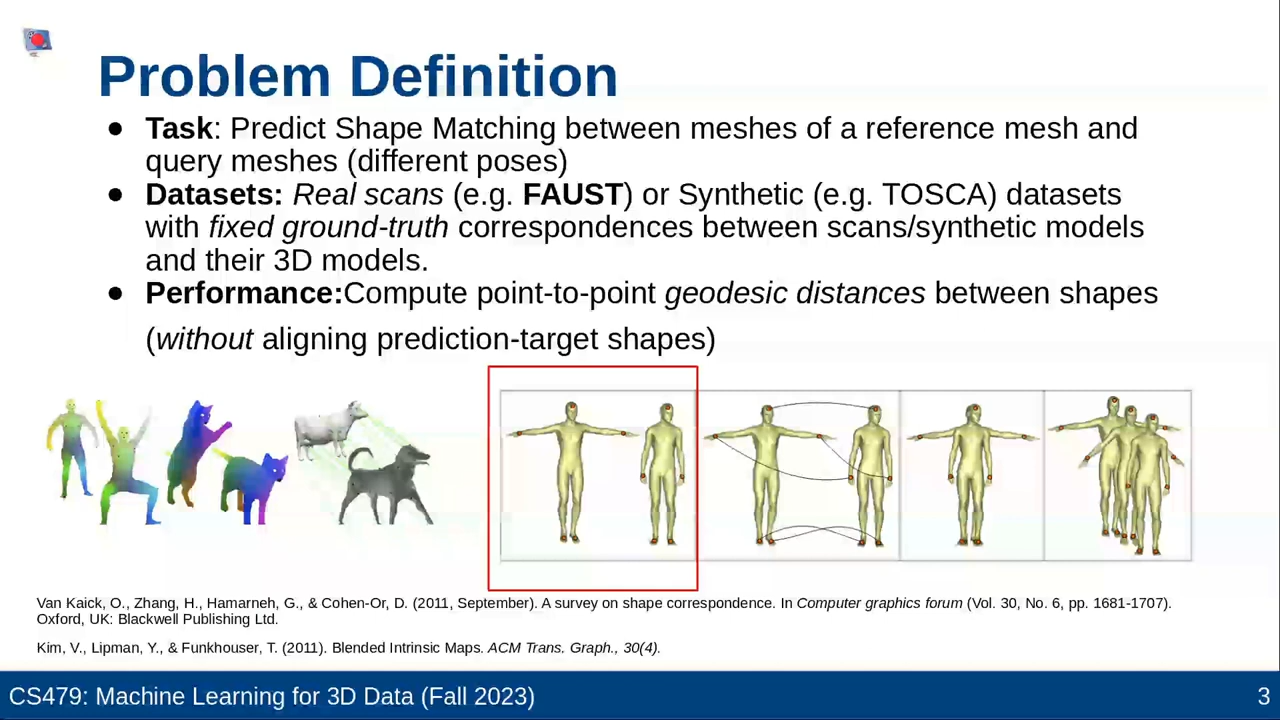 Problem Definition
● Task: Predict Shape Matching between meshes of a reference mesh and
query meshes (different poses)
● Datasets: Real scans (e.g. FAUST) or Synthetic (e.g. TOSCA) datasets
with fixed ground-truth correspondences between scans/synthetic models
and their 3D models.
● Performance:Compute point-to-point geodesic distances between shapes
(without aligning prediction-target shapes)
Van Kaick, O., Zhang, H., Hamarneh, G., & Cohen-Or, D. (2011, September). A survey on shape correspondence. In Computer graphics forum (Vol. 30, No. 6, pp. 1681-1707).
Oxford, UK: Blackwell Publishing Ltd.
Kim, V., Lipman, Y., & Funkhouser, T. (2011). Blended Intrinsic Maps. ACM Trans. Graph., 30(4).
CS479: Machine Learning for 3D Data (Fall 2023)
3